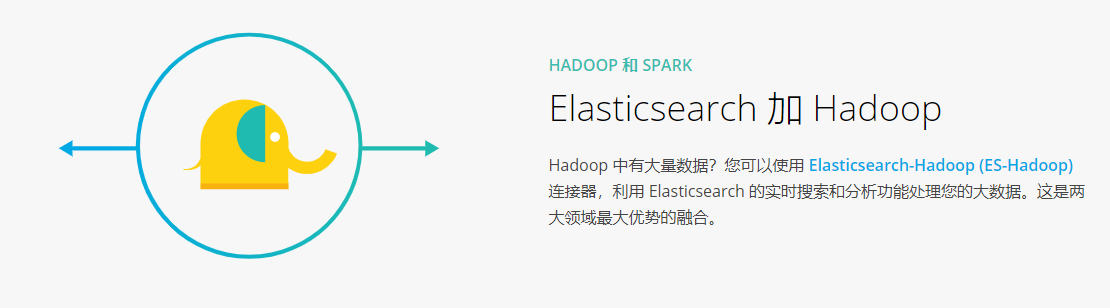 HADOOP 和 SPARK
Elasticsearch 加 Hadoop
Hadoop 中有大量数据？您可以使用 Elasticsearch-Hadoop (ES-Hadoop)
连接器，利用 Elasticsearch 的实时搜索和分析功能处理您的大数据。这是两
大领域最大优势的融合。